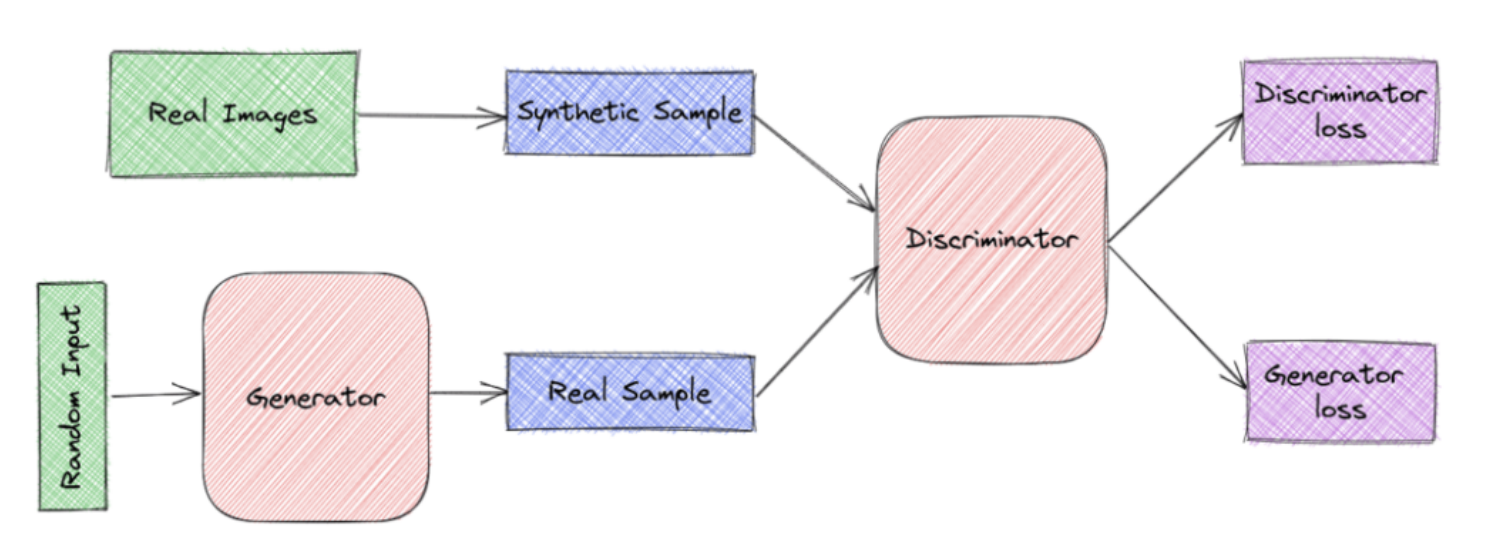 Real Images
Synthetic Sample
Discriminator
loss
Discriminator
Random Input
Generator
Real Sample
Generator
loss